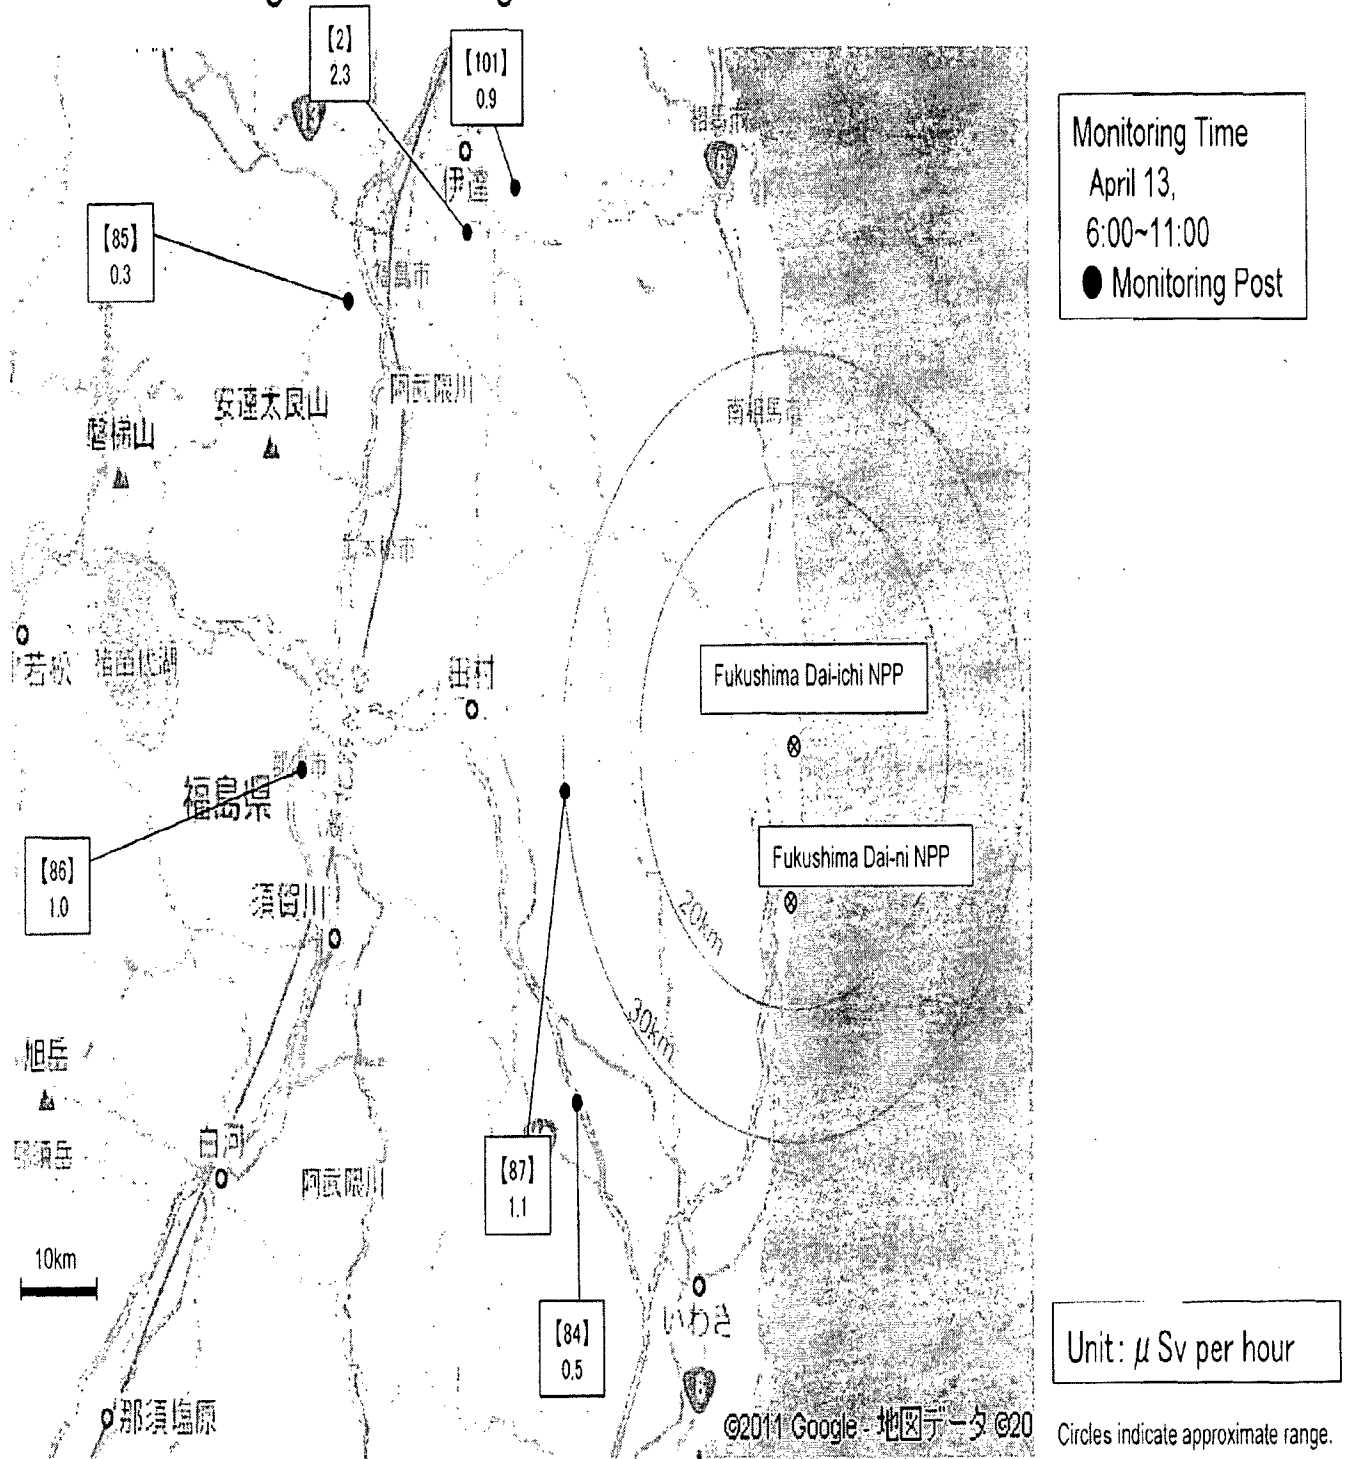 【2】
2.3
【101】
0.9
相馬市
伊達
【85】
0.3
福島市
Monitoring Time
April 13,
6:00~11:00
Monitoring Post
阿武隈川
安達太良山
磐梯山
南相馬市
二本松市
若松
猪苗代湖
田村
Fukushima Dai-ichi NPP
福島県
【86】
1.0
Fukushima Dai-ni NPP
須賀川
20km
30km
旭岳
那須岳
白河
阿武隈川
【87】
1.1
10km
いわき
【84】
0.5
Unit: μ Sv per hour
那須塩原
©2011 Google - 地図データ ©20
Circles indicate approximate range.